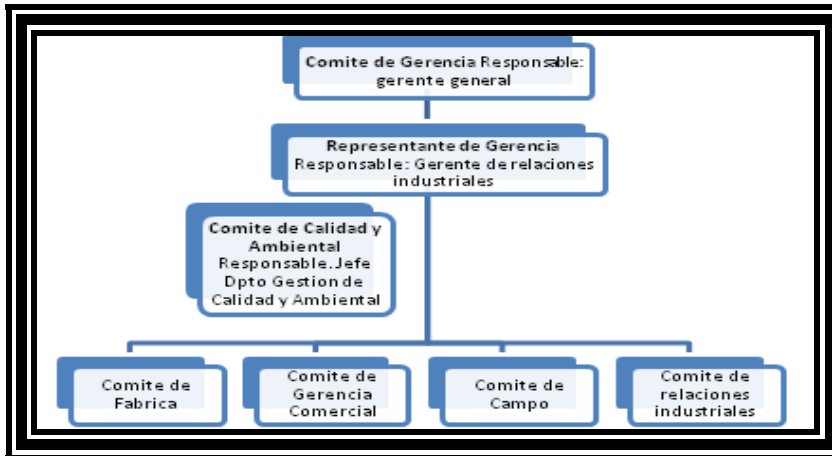 Comite de Gerencia Responsable:
gerente general
Representante de Gerencia
Responsable: Gerente de relaciones
industriales
Comite de Calidad y
Ambiental
Responsable. Jefe
Dpto Gestion de
Calidad y Ambiental
Comite de
Fabrica
Comite de
Gerencia
Comercial
Comite de
Campo
Comite de
relaciones
industriales